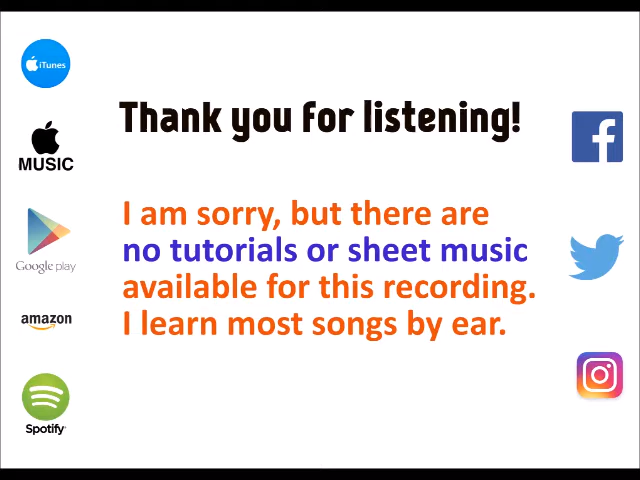 iTunes
Thank you for listening!
MUSIC
I am sorry, but there are
no tutorials or sheet music
available for this recording.
I learn most songs by ear.
Google play
amazon
Spotify